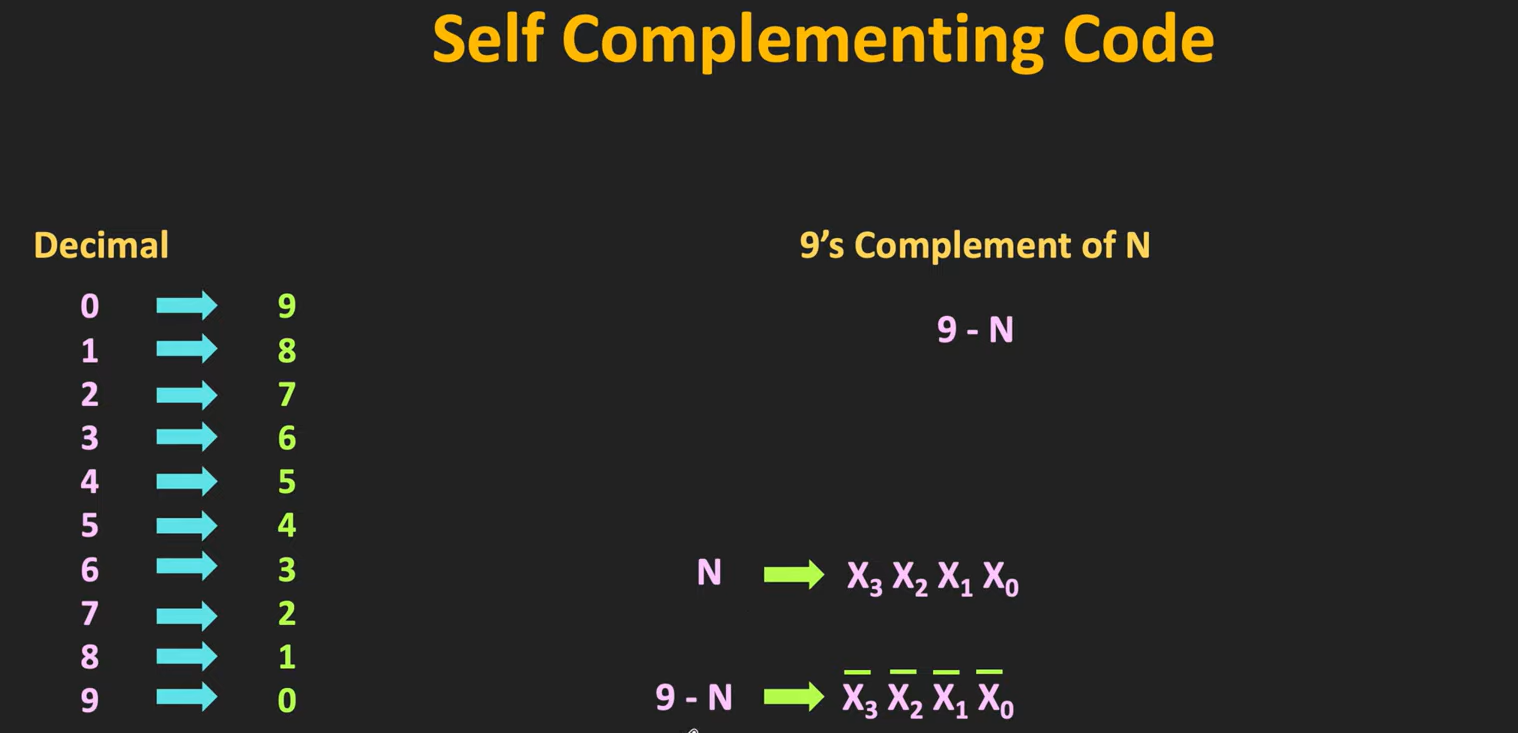 Self Complementing Code
Decimal
0 9
1 8
2 7
3 6
4 5
5 4
6 3
7 2
8 1
9 0
9’s Complement of N
9 - N
N X₃ X₂ X₁ X₀
9 - N X̅₃ X̅₂ X̅₁ X̅₀